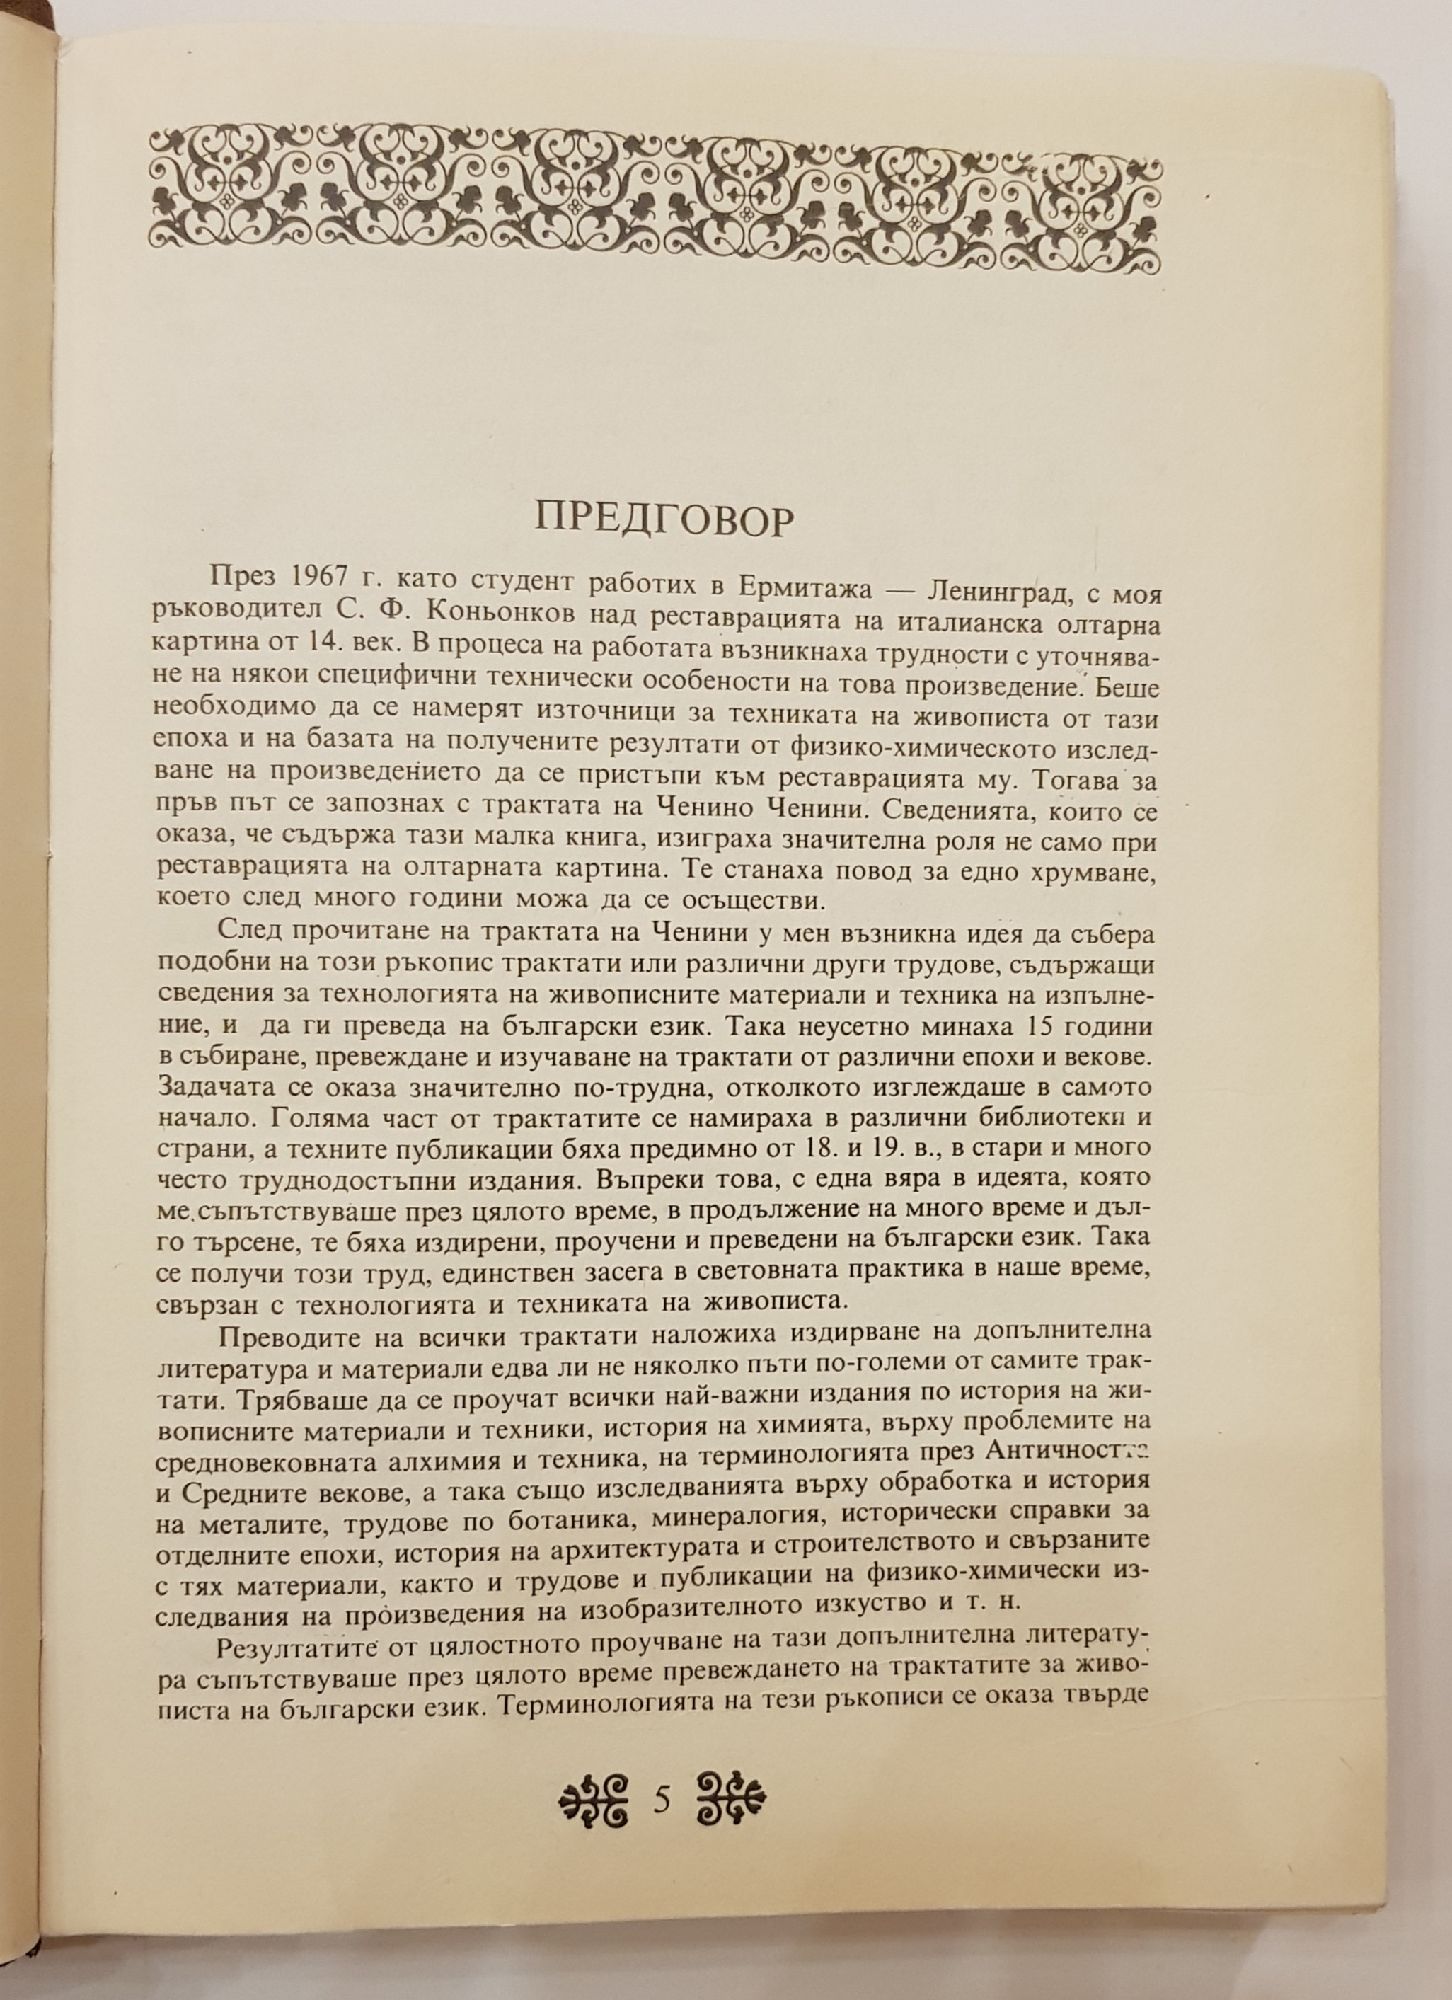 ПРЕДГОВОР
През 1967 г. като студент работих в Ермитажа — Ленинград, с моя
ръководител С. Ф. Коньонков над реставрацията на италианска олтарна
картина от 14. век. В процеса на работата възникнаха трудности с уточнява-
не на някои специфични технически особености на това произведение. Беше
необходимо да се намерят източници за техниката на живописта от тази
епоха и на базата на получените резултати от физико-химическото изслед-
ване на произведението да се пристъпи към реставрацията му. Тогава за
пръв път се запознах с трактата на Ченино Ченини. Сведенията, които се
оказа, че съдържа тази малка книга, изиграха значителна роля не само при
реставрацията на олтарната картина. Те станаха повод за едно хрумване,
което след много години можа да се осъществи.
След прочитане на трактата на Ченини у мен възникна идея да събера
подобни на този ръкопис трактати или различни други трудове, съдържащи
сведения за технологията на живописните материали и техника на изпълне-
ние, и да ги преведа на български език. Така неусетно минаха 15 години
в събиране, превеждане и изучаване на трактати от различни епохи и векове.
Задачата се оказа значително по-трудна, отколкото изглеждаше в самото
начало. Голяма част от трактатите се намираха в различни библиотеки и
страни, а техните публикации бяха предимно от 18. и 19. в., в стари и много
често труднодостъпни издания. Въпреки това, с една вяра в идеята, която
ме съпътствуваше през цялото време, в продължение на много време и дъл-
го търсене, те бяха издирени, проучени и преведени на български език. Така
се получи този труд, единствен засега в световната практика в наше време,
свързан с технологията и техниката на живописта.
Преводите на всички трактати наложиха издирване на допълнителна
литература и материали едва ли не няколко пъти по-големи от самите трак-
тати. Трябваше да се проучат всички най-важни издания по история на жи-
вописните материали и техники, история на химията, върху проблемите на
средновековната алхимия и техника, на терминологията през Античността
и Средните векове, а така също изследванията върху обработка и история
на металите, трудове по ботаника, минералогия, исторически справки за
отделните епохи, история на архитектурата и строителството и свързаните
с тях материали, както и трудове и публикации на физико-химически из-
следвания на произведения на изобразителното изкуство и т. н.
Резултатите от цялостното проучване на тази допълнителна литерату-
ра съпътствуваше през цялото време превеждането на трактатите за живо-
писта на български език. Терминологията на тези ръкописи се оказа твърде
5